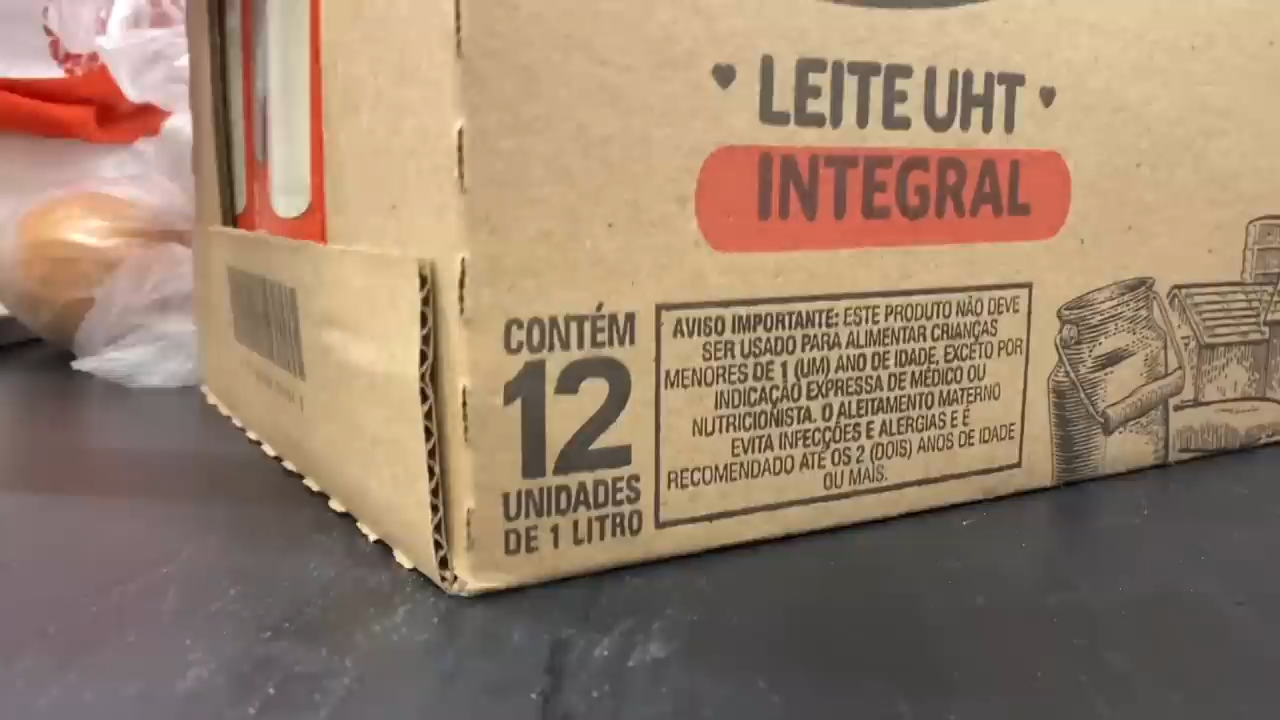 LEITE UHT
INTEGRAL
CONTÉM
12
UNIDADES
DE 1 LITRO
AVISO IMPORTANTE: ESTE PRODUTO NÃO DEVE
SER USADO PARA ALIMENTAR CRIANÇAS
MENORES DE 1 (UM) ANO DE IDADE, EXCETO POR
INDICAÇÃO EXPRESSA DE MÉDICO OU
NUTRICIONISTA. O ALEITAMENTO MATERNO
EVITA INFECÇÕES E ALERGIAS E É
RECOMENDADO ATÉ OS 2 (DOIS) ANOS DE IDADE
OU MAIS.